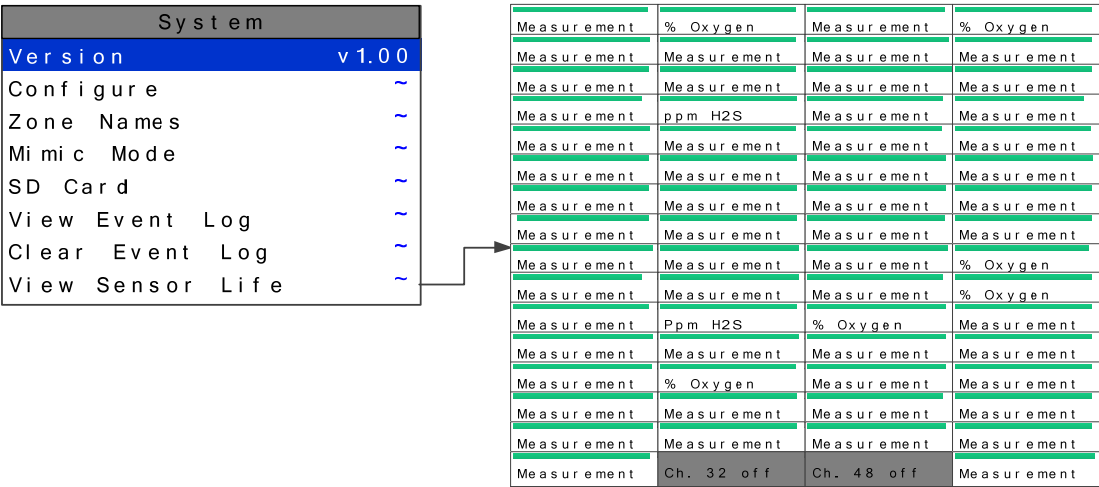 System
Version v1.00
Configure ~
Zone Names ~
Mimic Mode ~
SD Card ~
View Event Log ~
Clear Event Log ~
View Sensor Life ~
Measurement % Oxygen Measurement % Oxygen
Measurement Measurement Measurement Measurement
Measurement Measurement Measurement Measurement
Measurement ppm H2S Measurement Measurement
Measurement Measurement Measurement Measurement
Measurement Measurement Measurement Measurement
Measurement Measurement Measurement Measurement
Measurement Measurement Measurement Measurement
Measurement Measurement Measurement % Oxygen
Measurement Measurement Measurement % Oxygen
Measurement Ppm H2S % Oxygen Measurement
Measurement Measurement Measurement Measurement
Measurement % Oxygen Measurement Measurement
Measurement Measurement Measurement Measurement
Measurement Measurement Measurement Measurement
Measurement Ch. 32 off Ch. 48 off Measurement